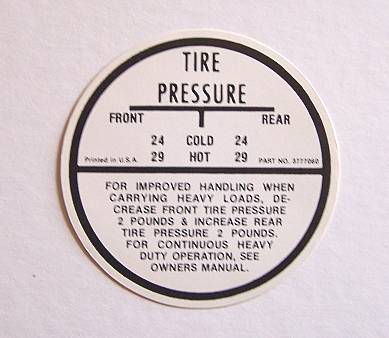 TIRE
PRESSURE
FRONT REAR
24 COLD 24
29 HOT 29
Printed in U.S.A. PART NO. 3777060
FOR IMPROVED HANDLING WHEN
CARRYING HEAVY LOADS, DE-
CREASE FRONT TIRE PRESSURE
2 POUNDS & INCREASE REAR
TIRE PRESSURE 2 POUNDS.
FOR CONTINUOUS HEAVY
DUTY OPERATION, SEE
OWNERS MANUAL.